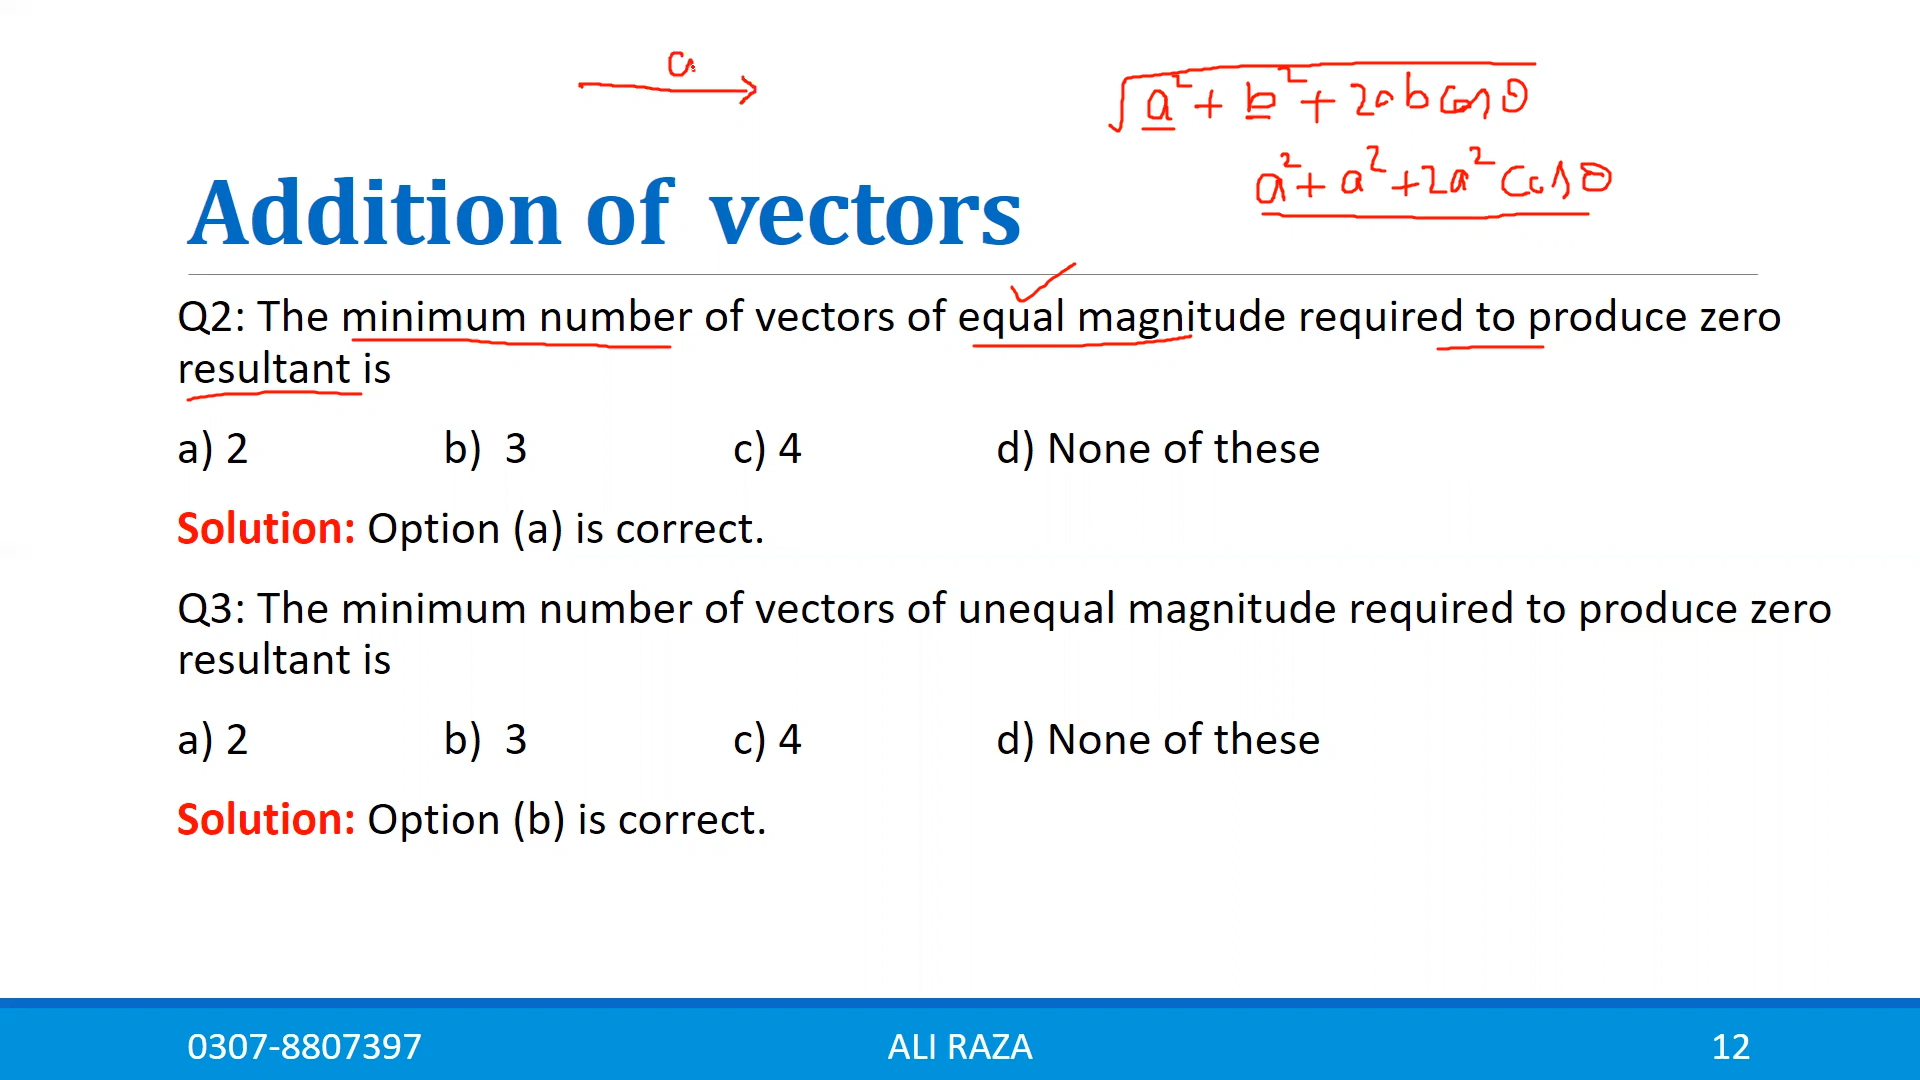 a
√a² + b² + 2ab cos θ
a² + a² + 2a² cos θ
Addition of vectors
Q2: The minimum number of vectors of equal magnitude required to produce zero
resultant is
a) 2 b) 3 c) 4 d) None of these
Solution: Option (a) is correct.
Q3: The minimum number of vectors of unequal magnitude required to produce zero
resultant is
a) 2 b) 3 c) 4 d) None of these
Solution: Option (b) is correct.
0307-8807397 ALI RAZA 12